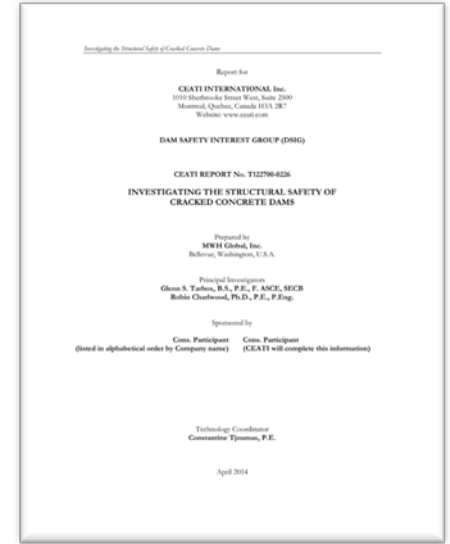 Investigating the Structural Safety of Cracked Concrete Dams
Report for
CEATI INTERNATIONAL Inc.
1010 Sherbrooke Street West, Suite 2500
Montreal, Quebec, Canada H3A 2R7
Website: www.ceati.com
DAM SAFETY INTEREST GROUP (DSIG)
CEATI REPORT No. T122700-0226
INVESTIGATING THE STRUCTURAL SAFETY OF
CRACKED CONCRETE DAMS
Prepared by
MWH Global, Inc.
Bellevue, Washington, U.S.A.
Principal Investigators
Glenn S. Tarbox, B.S., P.E., F. ASCE, SECB
Robin Charlwood, Ph.D., P.E., P.Eng.
Sponsored by
Cons. Participant Cons. Participant
(listed in alphabetical order by Company name) (CEATI will complete this information)
Technology Coordinator
Constantine Tjoumas, P.E.
April 2014